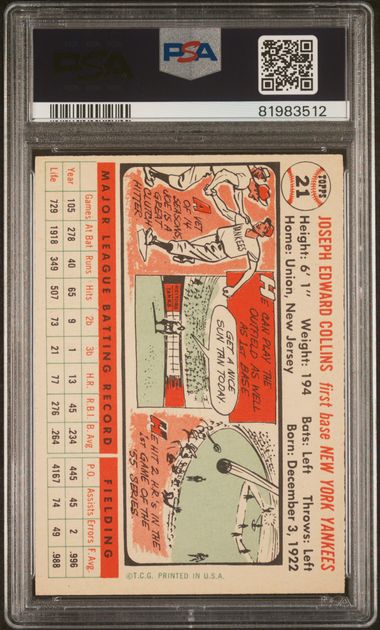 PSA
PSA
81983512
TOPPS
21
JOSEPH EDWARD COLLINS first base NEW YORK YANKEES
Height: 6' 1" Weight: 194 Bats: Left Throws: Left
Home: Union, New Jersey Born: December 3, 1922
A VET
OF 14
SEASONS,
JOE IS A
GREAT
CLUTCH
HITTER
YANKEES
HE CAN PLAY THE
OUTFIELD AS WELL
AS 1ST BASE
GET A NICE
SUN TAN TODAY.
HE HIT 2 HR'S IN THE
1ST GAME OF THE
'55 SERIES.
MAJOR LEAGUE BATTING RECORD FIELDING
Games At Bat Runs Hits 2b 3b H.R. R.B.I. B. Avg P.O. Assists Errors F. Avg.
Year 105 278 40 65 9 1 13 45 .234 445 45 2 .996
Life 729 1918 349 507 73 21 77 276 .264 4167 74 49 .988
©T.C.G. PRINTED IN U.S.A.